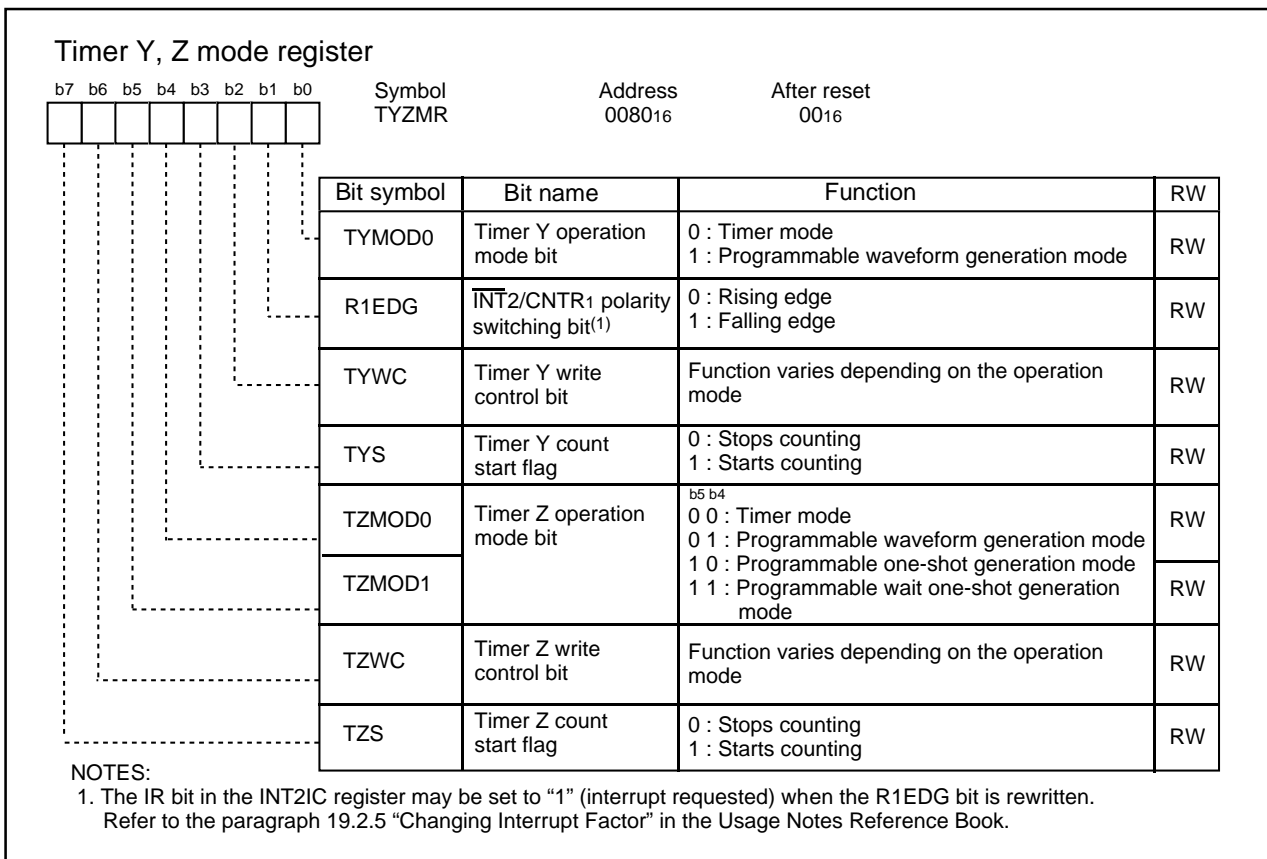 Timer Y, Z mode register
b7 b6 b5 b4 b3 b2 b1 b0
Symbol Address After reset
TYZMR 008016 0016
Bit symbol Bit name Function RW
TYMOD0 Timer Y operation mode bit 0 : Timer mode RW
1 : Programmable waveform generation mode
R1EDG INT2/CNTR1 polarity switching bit(1) 0 : Rising edge RW
1 : Falling edge
TYWC Timer Y write control bit Function varies depending on the operation mode RW
TYS Timer Y count start flag 0 : Stops counting RW
1 : Starts counting
b5 b4
TZMOD0 Timer Z operation mode bit 0 0 : Timer mode RW
0 1 : Programmable waveform generation mode
1 0 : Programmable one-shot generation mode
TZMOD1 1 1 : Programmable wait one-shot generation mode RW
TZWC Timer Z write control bit Function varies depending on the operation mode RW
TZS Timer Z count start flag 0 : Stops counting RW
1 : Starts counting
NOTES:
1. The IR bit in the INT2IC register may be set to “1” (interrupt requested) when the R1EDG bit is rewritten.
Refer to the paragraph 19.2.5 “Changing Interrupt Factor” in the Usage Notes Reference Book.